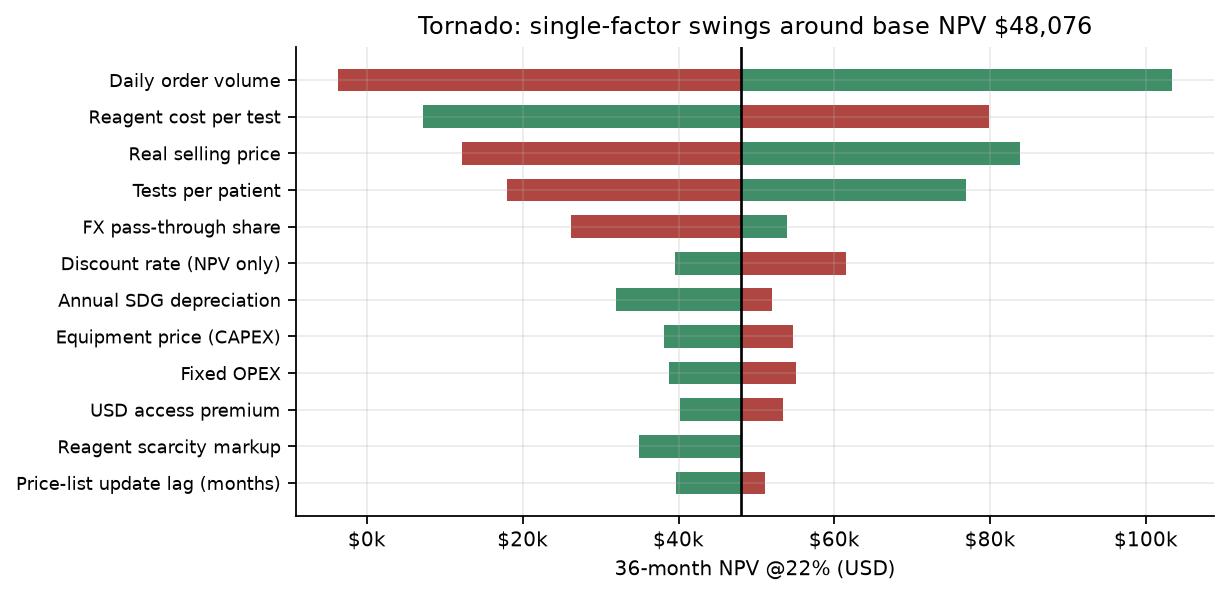 Tornado: single-factor swings around base NPV $48,076
Daily order volume
Reagent cost per test
Real selling price
Tests per patient
FX pass-through share
Discount rate (NPV only)
Annual SDG depreciation
Equipment price (CAPEX)
Fixed OPEX
USD access premium
Reagent scarcity markup
Price-list update lag (months)
$0k $20k $40k $60k $80k $100k
36-month NPV @22% (USD)